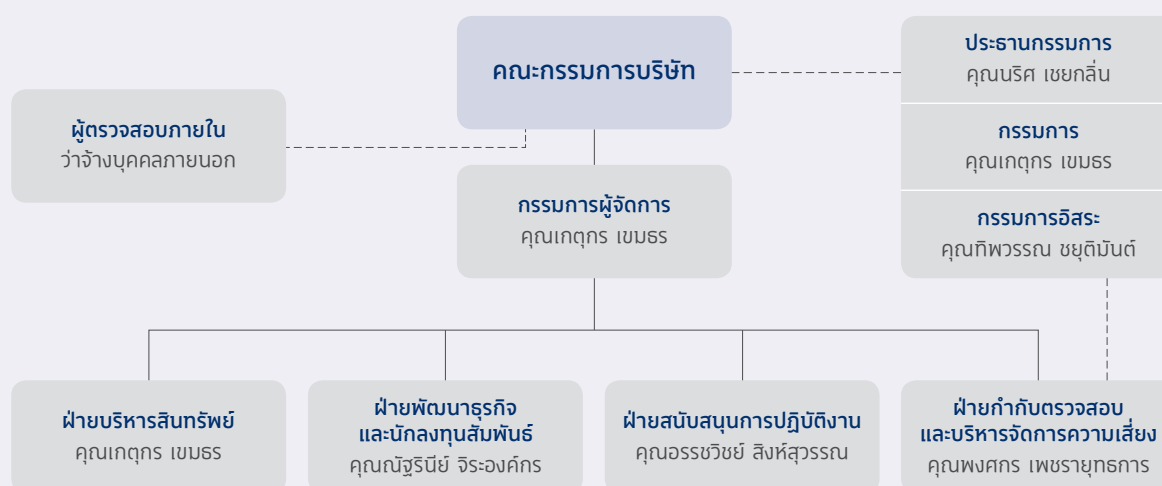 คณะกรรมการบริษัท
ประธานกรรมการ
คุณนริศ เชยกลิ่น
ผู้ตรวจสอบภายใน
ว่าจ้างบุคคลภายนอก
กรรมการ
คุณเกตุกร เขมธร
กรรมการผู้จัดการ
คุณเกตุกร เขมธร
กรรมการอิสระ
คุณทิพวรรณ ชยุติมันต์
ฝ่ายบริหารสินทรัพย์
คุณเกตุกร เขมธร
ฝ่ายพัฒนาธุรกิจ
และนักลงทุนสัมพันธ์
คุณณัฐรินีย์ จิระองค์กร
ฝ่ายสนับสนุนการปฏิบัติงาน
คุณอรรชวิชย์ สิงห์สุวรรณ
ฝ่ายกำกับตรวจสอบ
และบริหารจัดการความเสี่ยง
คุณพงศกร เพชรายุทธการ